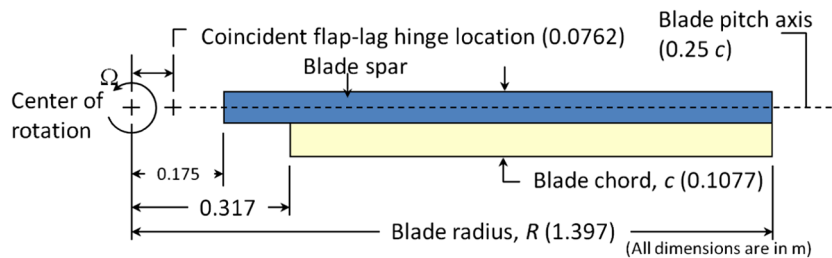 Coincident flap-lag hinge location (0.0762)
Blade pitch axis
(0.25 c)
Blade spar
Ω
Center of
rotation
0.175
Blade chord, c (0.1077)
0.317
Blade radius, R (1.397)
(All dimensions are in m)